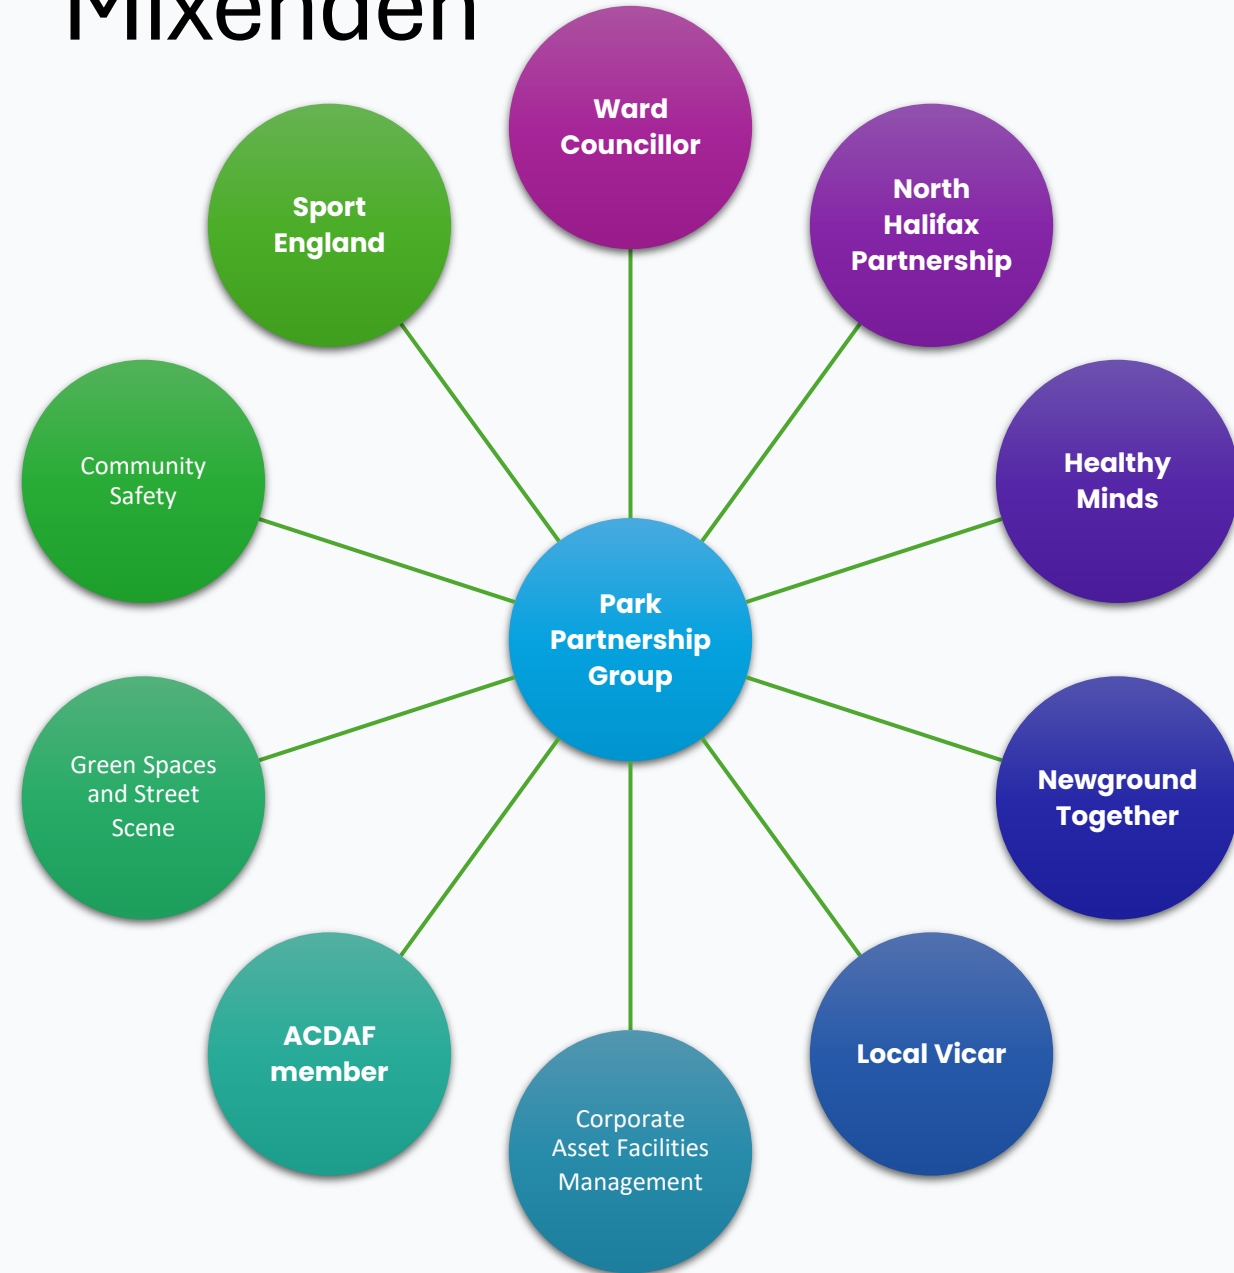 Mixenden
Ward
Councillor
North
Halifax
Partnership
Healthy
Minds
Newground
Together
Local Vicar
Corporate
Asset Facilities
Management
ACDAF
member
Green Spaces
and Street
Scene
Community
Safety
Sport
England
Park
Partnership
Group